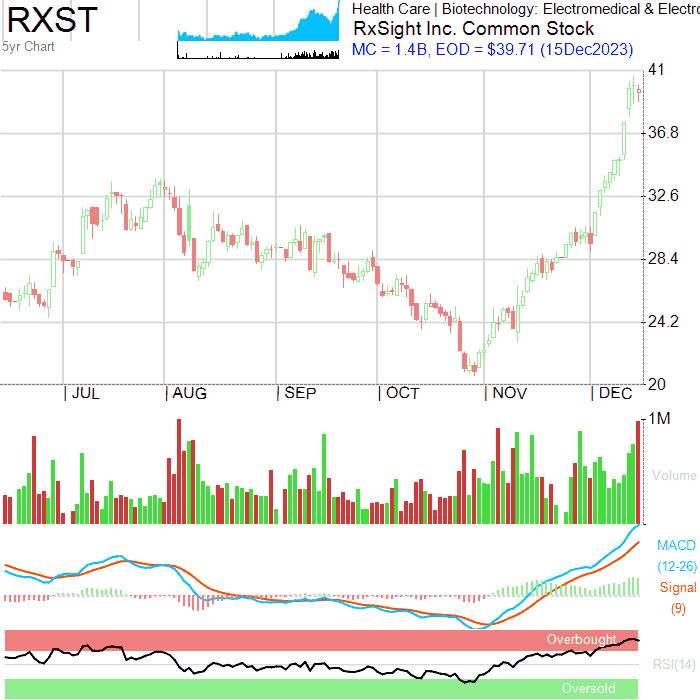 RXST
5yr Chart
Health Care | Biotechnology: Electromedical & Electro
RxSight Inc. Common Stock
MC = 1.4B, EOD = $39.71 (15Dec2023)
41
36.8
32.6
28.4
24.2
20
| JUL | AUG | SEP | OCT | NOV | DEC
1M
Volume
MACD
(12-26)
Signal
(9)
Overbought
RSI(14)
Oversold